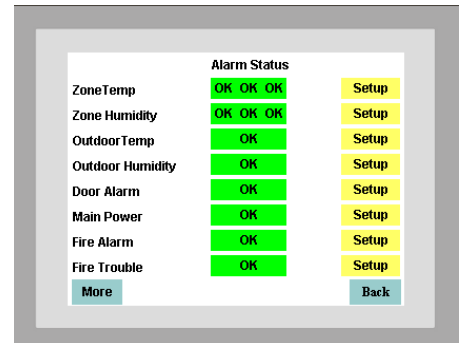 Alarm Status
ZoneTemp OK OK OK Setup
Zone Humidity OK OK OK Setup
OutdoorTemp OK Setup
Outdoor Humidity OK Setup
Door Alarm OK Setup
Main Power OK Setup
Fire Alarm OK Setup
Fire Trouble OK Setup
More Back